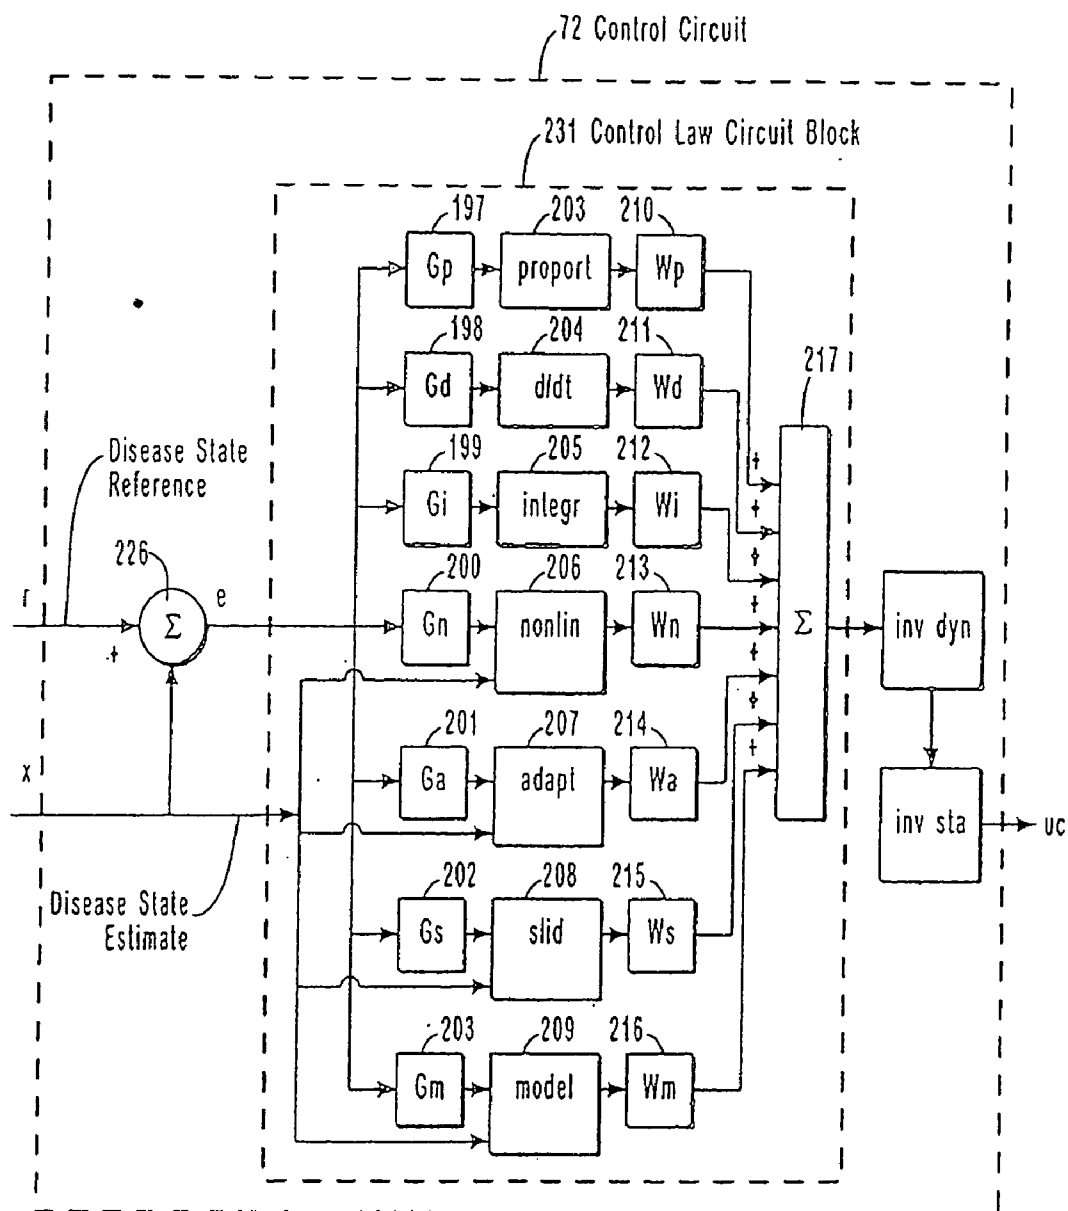 72 Control Circuit
231 Control Law Circuit Block
197 203 210
Gp proport Wp
198 204 211
217
Gd d/dt Wd
Disease State
Reference
199 205 212
+
Gi integr Wi
+
226
200 206 213
+
r e
Gn nonlin Wn
+
Σ
Σ
inv dyn
+
+
201 207 214
+
x
+
Ga adapt Wa
inv sta
uc
202 208 215
Disease State
Estimate
Gs slid Ws
203 209 216
Gm model Wm